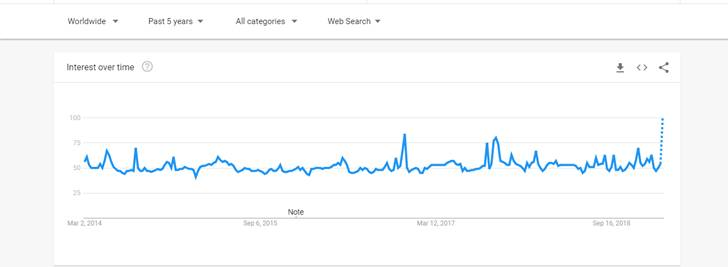 Worldwide Past 5 years All categories Web Search
Interest over time
100
75
50
25
Note
Mar 2, 2014 Sep 6, 2015 Mar 12, 2017 Sep 16, 2018